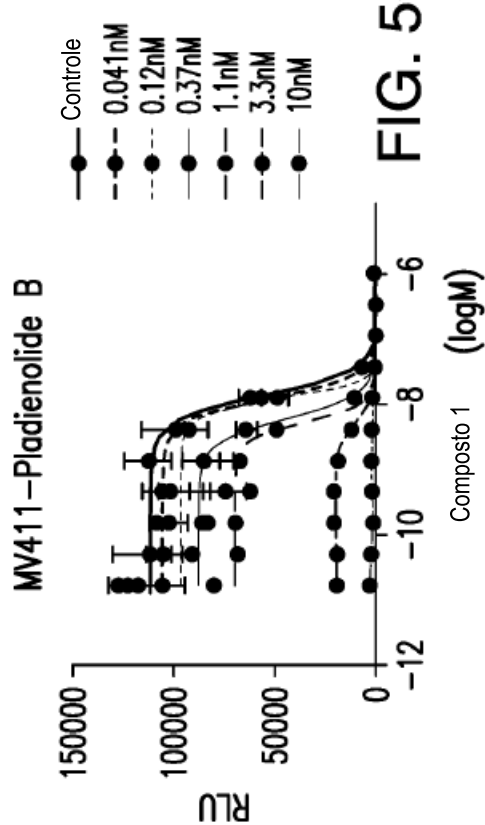 MV411-Pladienolide B
150000
100000
50000
0
RLU
-12
-10
-8
-6
(logM)
Composto 1
Controle
0.041nM
0.12nM
0.37nM
1.1nM
3.3nM
10nM
FIG. 5